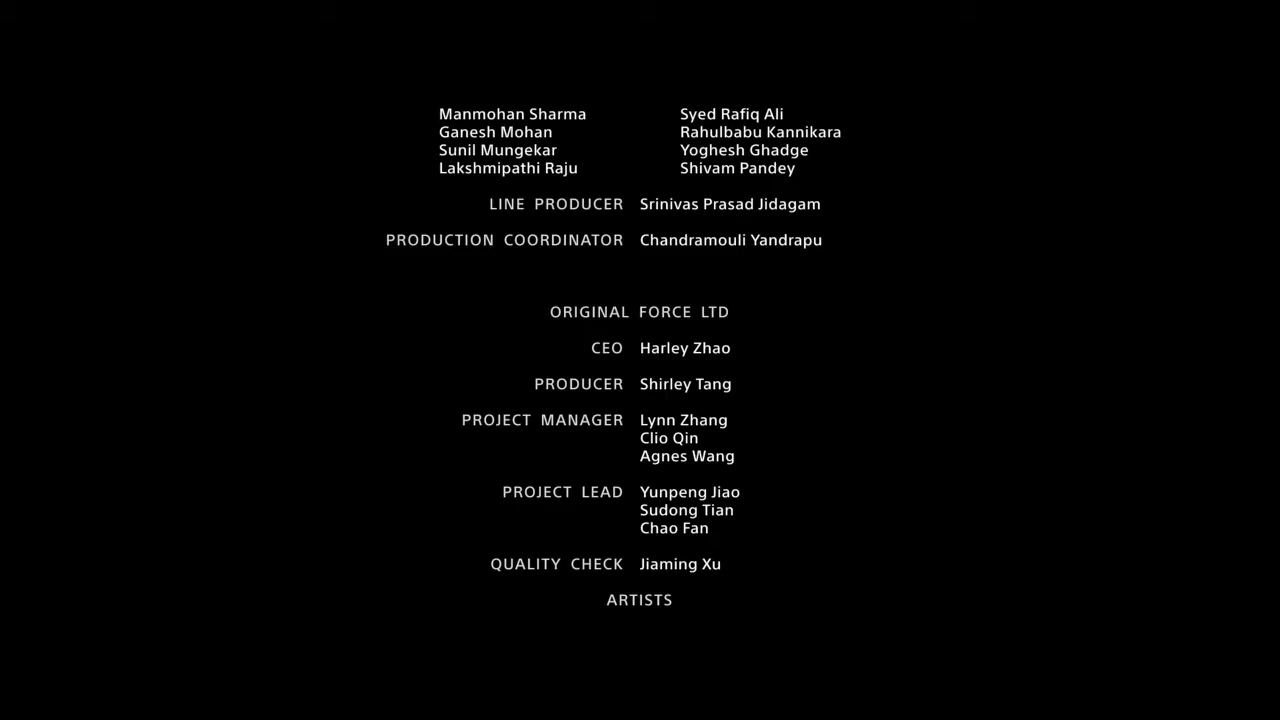 Manmohan Sharma Syed Rafiq Ali
Ganesh Mohan Rahulbabu Kannikara
Sunil Mungekar Yoghesh Ghadge
Lakshmipathi Raju Shivam Pandey
LINE PRODUCER Srinivas Prasad Jidagam
PRODUCTION COORDINATOR Chandramouli Yandrapu
ORIGINAL FORCE LTD
CEO Harley Zhao
PRODUCER Shirley Tang
PROJECT MANAGER Lynn Zhang
Clio Qin
Agnes Wang
PROJECT LEAD Yunpeng Jiao
Sudong Tian
Chao Fan
QUALITY CHECK Jiaming Xu
ARTISTS